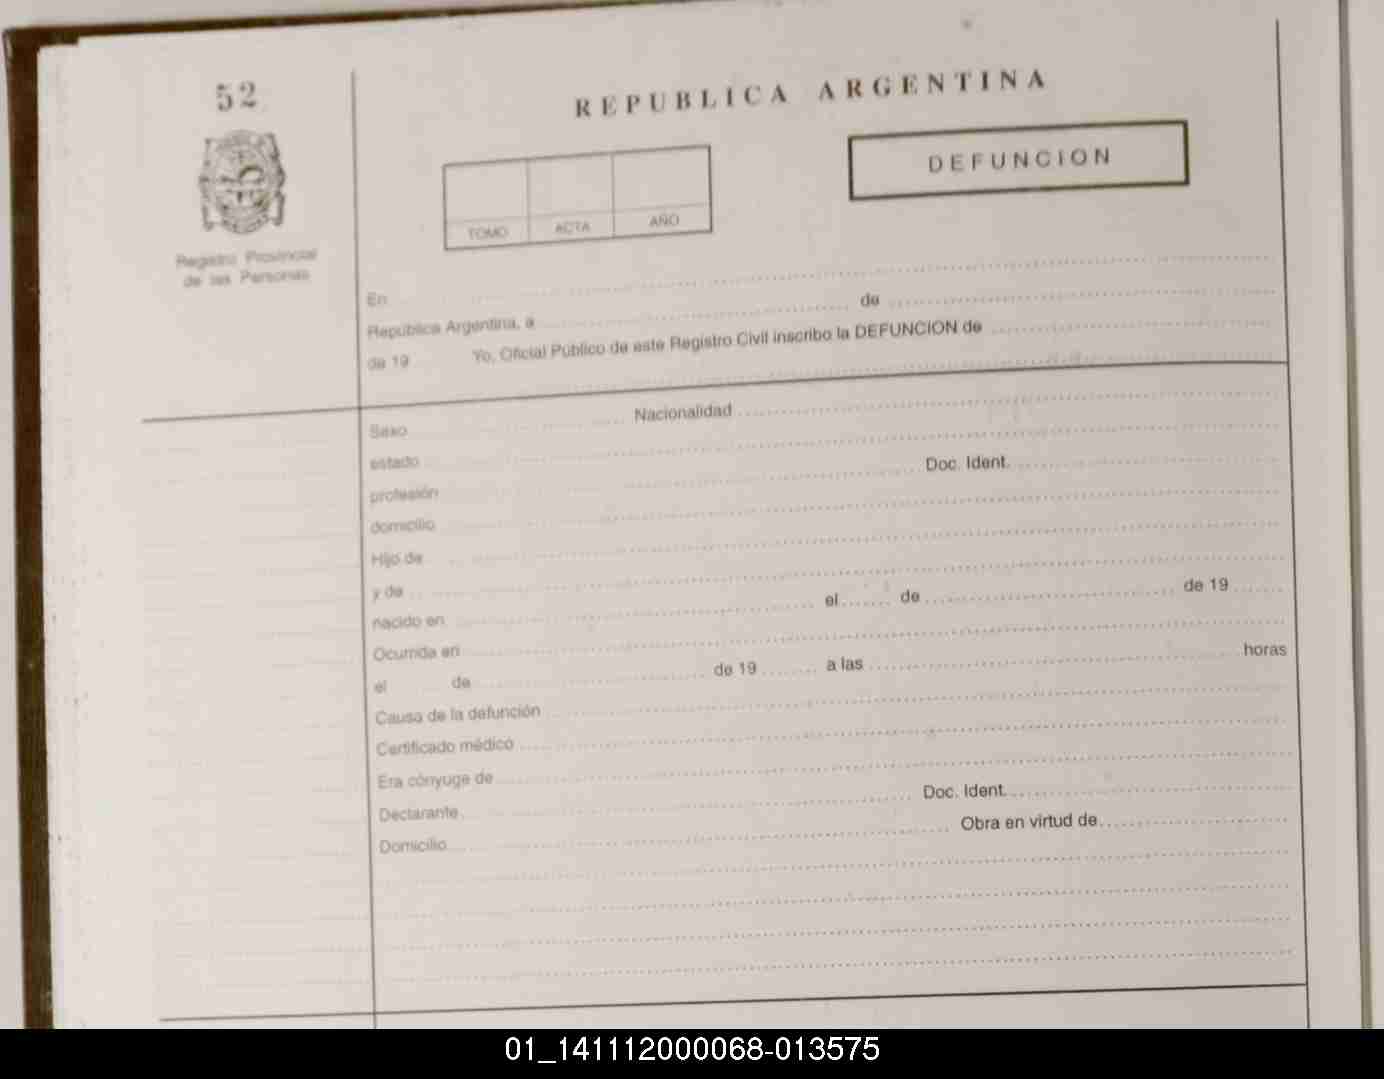 52
REPUBLICA ARGENTINA
DEFUNCION
TOMO ACTA AÑO
Registro Provincial
de las Personas
En
República Argentina, a de
de 19 Yo, Oficial Público de este Registro Civil inscribo la DEFUNCION de
Sexo Nacionalidad
estado
profesión Doc. Ident.
domicilio
Hijo de
y de
nacido en el de de 19
Ocurrida en
el de de 19 a las horas
Causa de la defunción
Certificado médico
Era cónyuge de
Declarante Doc. Ident.
Domicilio Obra en virtud de
01_141112000068-013575